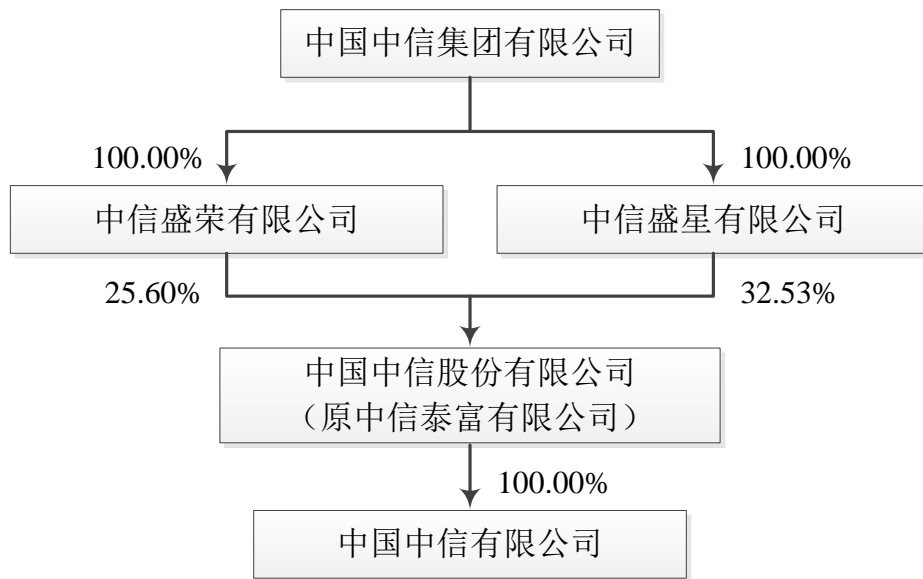 中国中信集团有限公司
100.00%
100.00%
中信盛荣有限公司
中信盛星有限公司
25.60%
32.53%
中国中信股份有限公司
（原中信泰富有限公司）
100.00%
中国中信有限公司